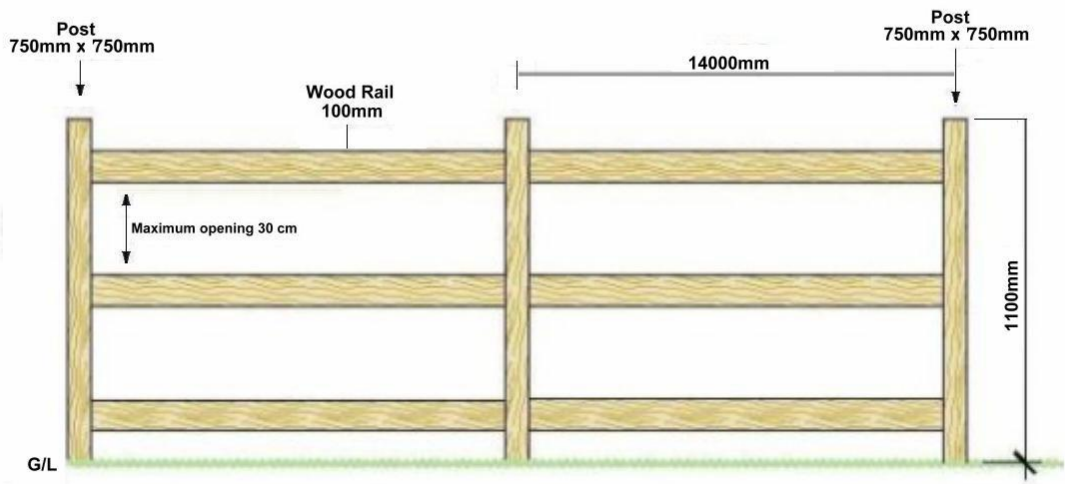 Post
750mm x 750mm
Post
750mm x 750mm
14000mm
Wood Rail
100mm
Maximum opening 30 cm
1100mm
G/L